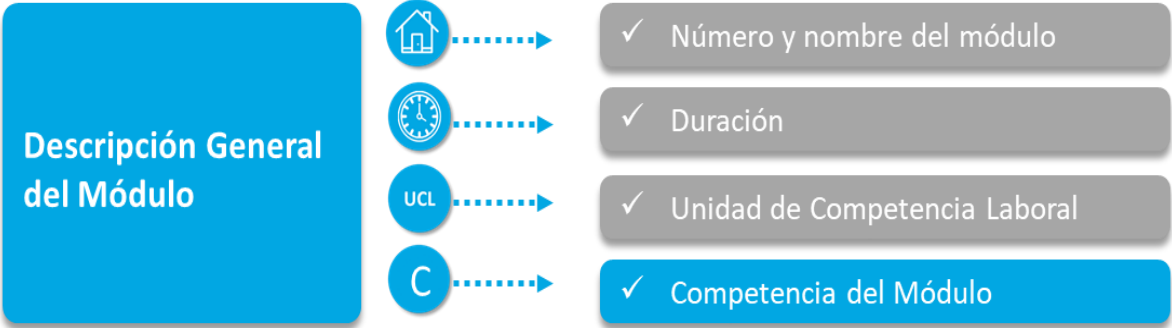 Descripción General
del Módulo
✓ Número y nombre del módulo
✓ Duración
UCL
✓ Unidad de Competencia Laboral
C
✓ Competencia del Módulo